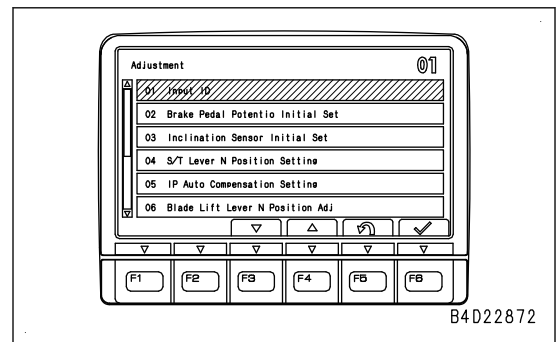 Adjustment 01
01 Input ID
02 Brake Pedal Potentio Initial Set
03 Inclination Sensor Initial Set
04 S/T Lever N Position Setting
05 IP Auto Compensation Setting
06 Blade Lift Lever N Position Adj
F1 F2 F3 F4 F5 F6
B4D22872